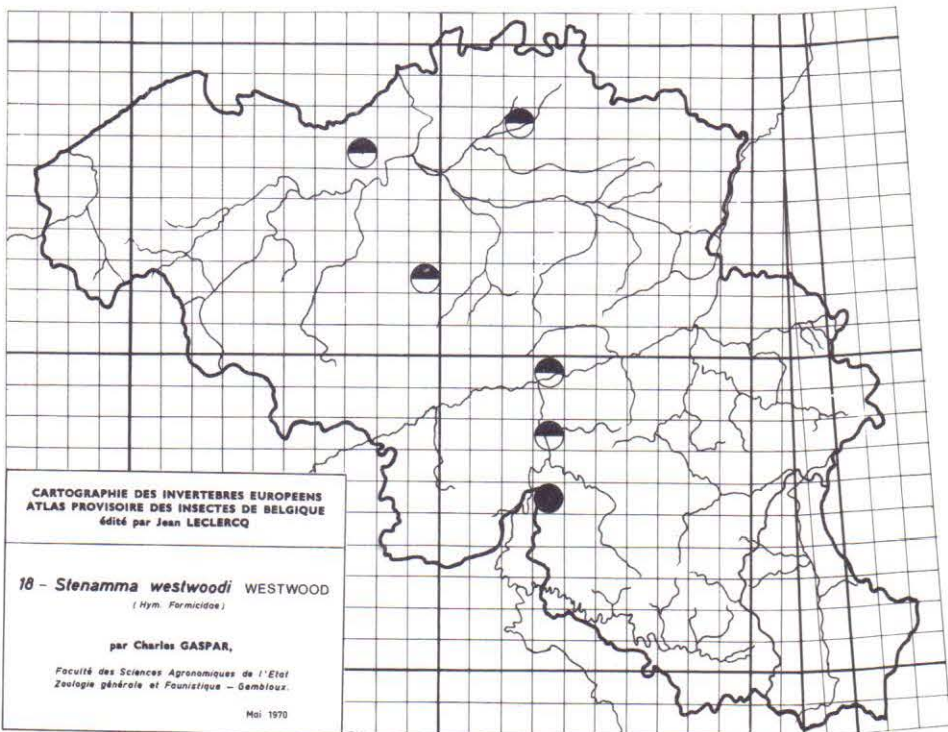 CARTOGRAPHIE DES INVERTEBRES EUROPEENS
ATLAS PROVISOIRE DES INSECTES DE BELGIQUE
édité par Jean LECLERCQ
18 – Stenamma westwoodi WESTWOOD
( Hym. Formicidae )
par Charles GASPAR,
Faculté des Sciences Agronomiques de l'Etat
Zoologie générale et Faunistique – Gembloux.
Mai 1970